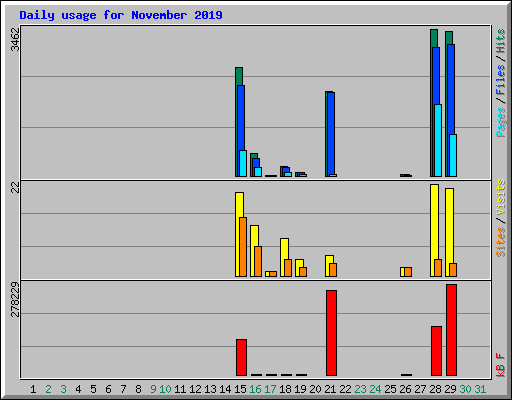 Daily usage for November 2019
3462
22
278229
Pages / Files / Hits
Sites / Visits
kB F
1 2 3 4 5 6 7 8 9 10 11 12 13 14 15 16 17 18 19 20 21 22 23 24 25 26 27 28 29 30 31